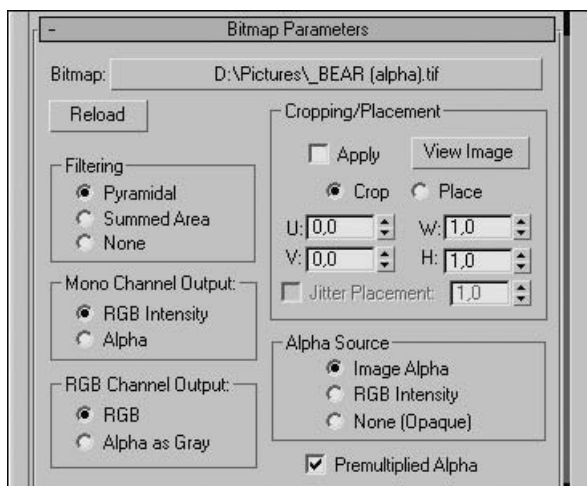 - Bitmap Parameters
Bitmap: D:\Pictures\_BEAR (alpha).tif
Reload
Cropping/Placement
Apply View Image
Crop Place
U: 0,0 W: 1,0
V: 0,0 H: 1,0
Jitter Placement: 1,0
Filtering
Pyramidal
Summed Area
None
Mono Channel Output:
RGB Intensity
Alpha
RGB Channel Output:
RGB
Alpha as Gray
Alpha Source
Image Alpha
RGB Intensity
None (Opaque)
Premultiplied Alpha